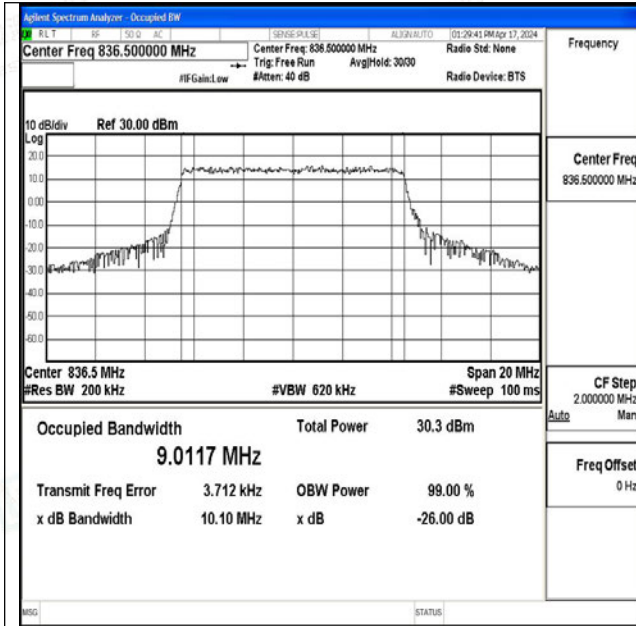 Agilent Spectrum Analyzer - Occupied BW
RL T RF 50 Ω AC SENSE:PULSE ALIGN AUTO 01:29:41 PM Apr 17, 2024
Center Freq 836.500000 MHz
Center Freq: 836.500000 MHz
Radio Std: None
Trig: Free Run Avg|Hold: 30/30
#IFGain:Low #Atten: 40 dB
Radio Device: BTS
Frequency
10 dB/div Ref 30.00 dBm
Log
20.0
10.0
0.00
-10.0
-20.0
-30.0
-40.0
-50.0
-60.0
Center 836.5 MHz Span 20 MHz
#Res BW 200 kHz #VBW 620 kHz #Sweep 100 ms
Center Freq
836.500000 MHz
CF Step
2.000000 MHz
Auto Man
Freq Offset
0 Hz
Occupied Bandwidth Total Power 30.3 dBm
9.0117 MHz
Transmit Freq Error 3.712 kHz OBW Power 99.00 %
x dB Bandwidth 10.10 MHz x dB -26.00 dB
MSG STATUS